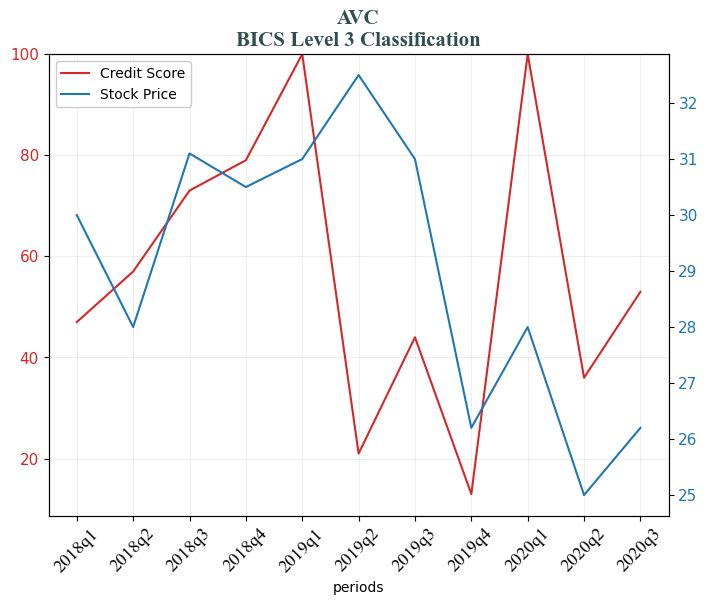 AVC
BICS Level 3 Classification
Credit Score
Stock Price
100
80
60
40
20
32
31
30
29
28
27
26
25
2018q1
2018q2
2018q3
2018q4
2019q1
2019q2
2019q3
2019q4
2020q1
2020q2
2020q3
periods